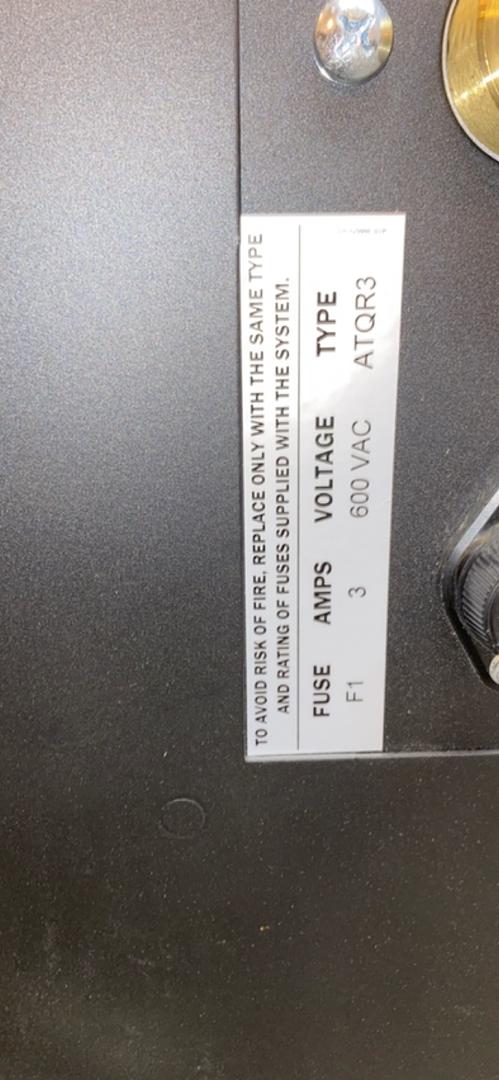 TO AVOID RISK OF FIRE, REPLACE ONLY WITH THE SAME TYPE
AND RATING OF FUSES SUPPLIED WITH THE SYSTEM.
FUSE AMPS VOLTAGE TYPE
F1 3 600 VAC ATQR3